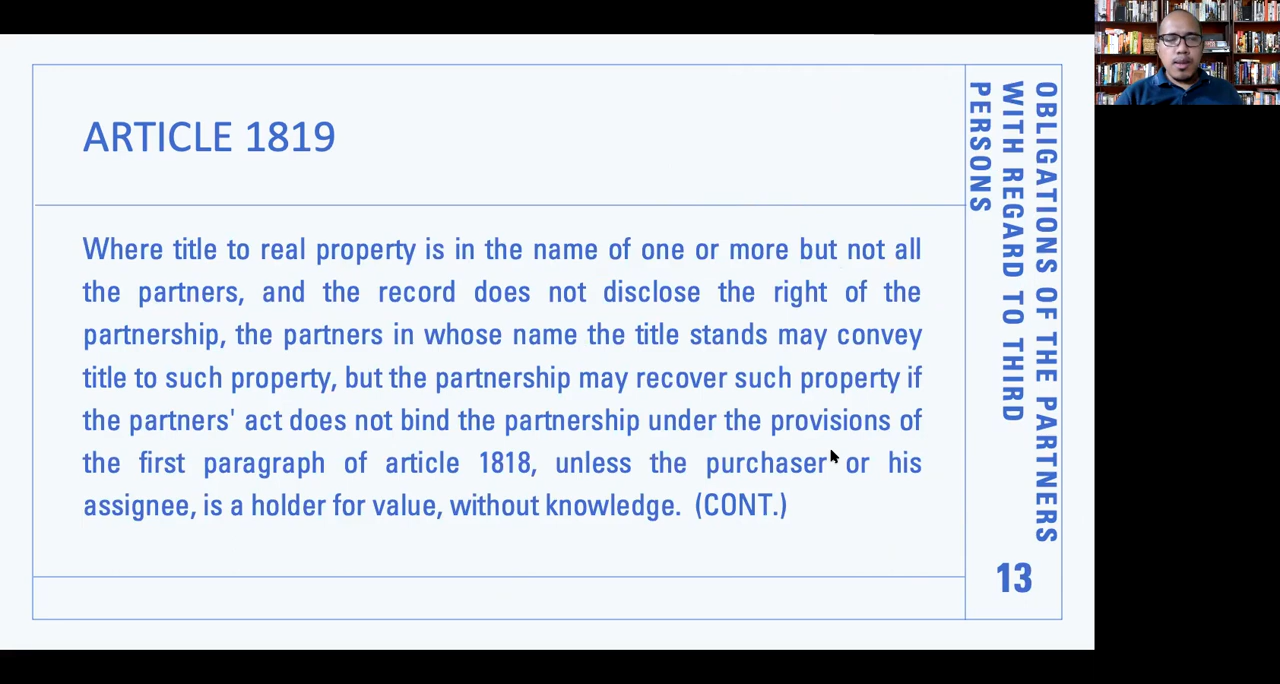 ARTICLE 1819
Where title to real property is in the name of one or more but not all
the partners, and the record does not disclose the right of the
partnership, the partners in whose name the title stands may convey
title to such property, but the partnership may recover such property if
the partners' act does not bind the partnership under the provisions of
the first paragraph of article 1818, unless the purchaser or his
assignee, is a holder for value, without knowledge. (CONT.)
OBLIGATIONS OF THE PARTNERS
WITH REGARD TO THIRD
PERSONS
13